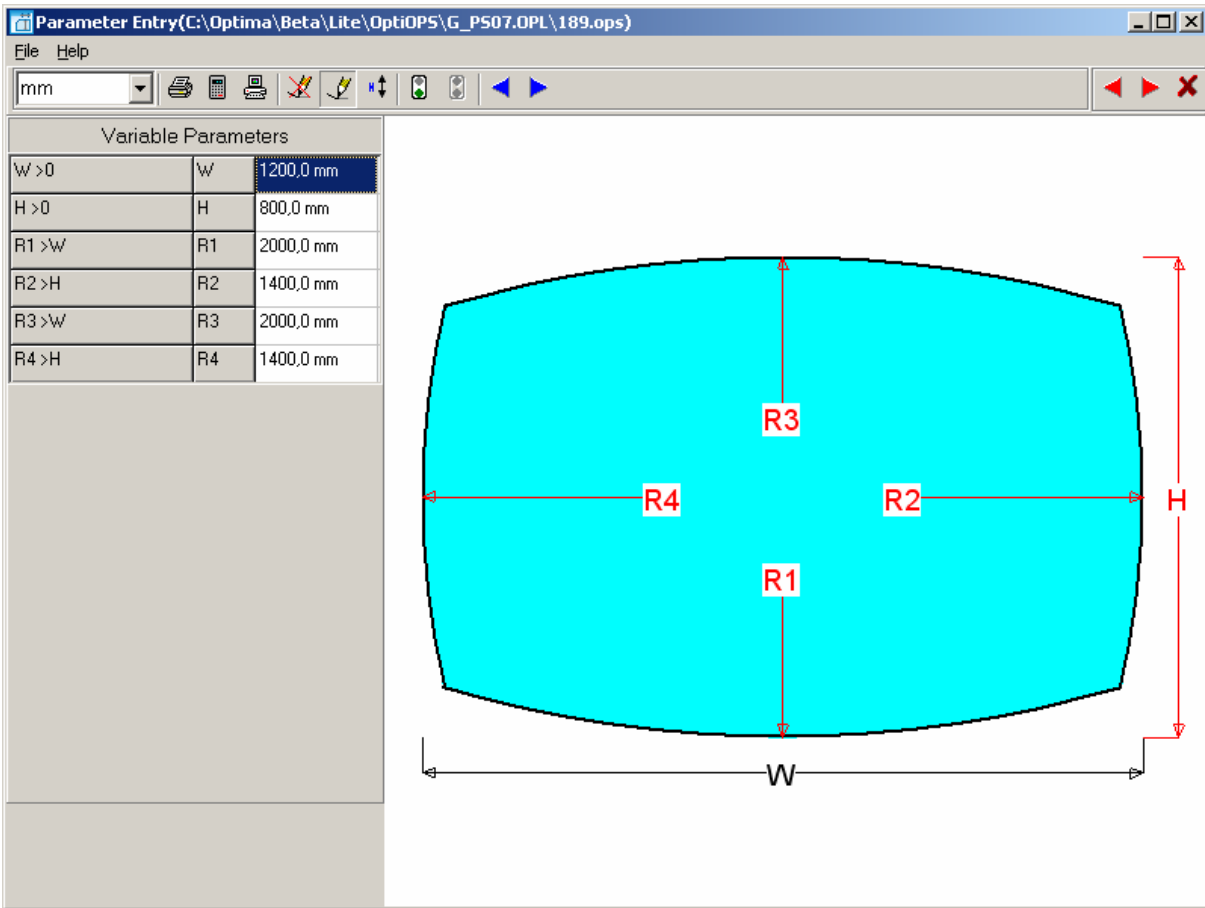 Parameter Entry(C:\Optima\Beta\Lite\OptiOPS\G_PS07.OPL\189.ops)
File Help
mm
Variable Parameters
W >0 W 1200,0 mm
H >0 H 800,0 mm
R1 >W R1 2000,0 mm
R2 >H R2 1400,0 mm
R3 >W R3 2000,0 mm
R4 >H R4 1400,0 mm
R3
R4 R2 H
R1
W